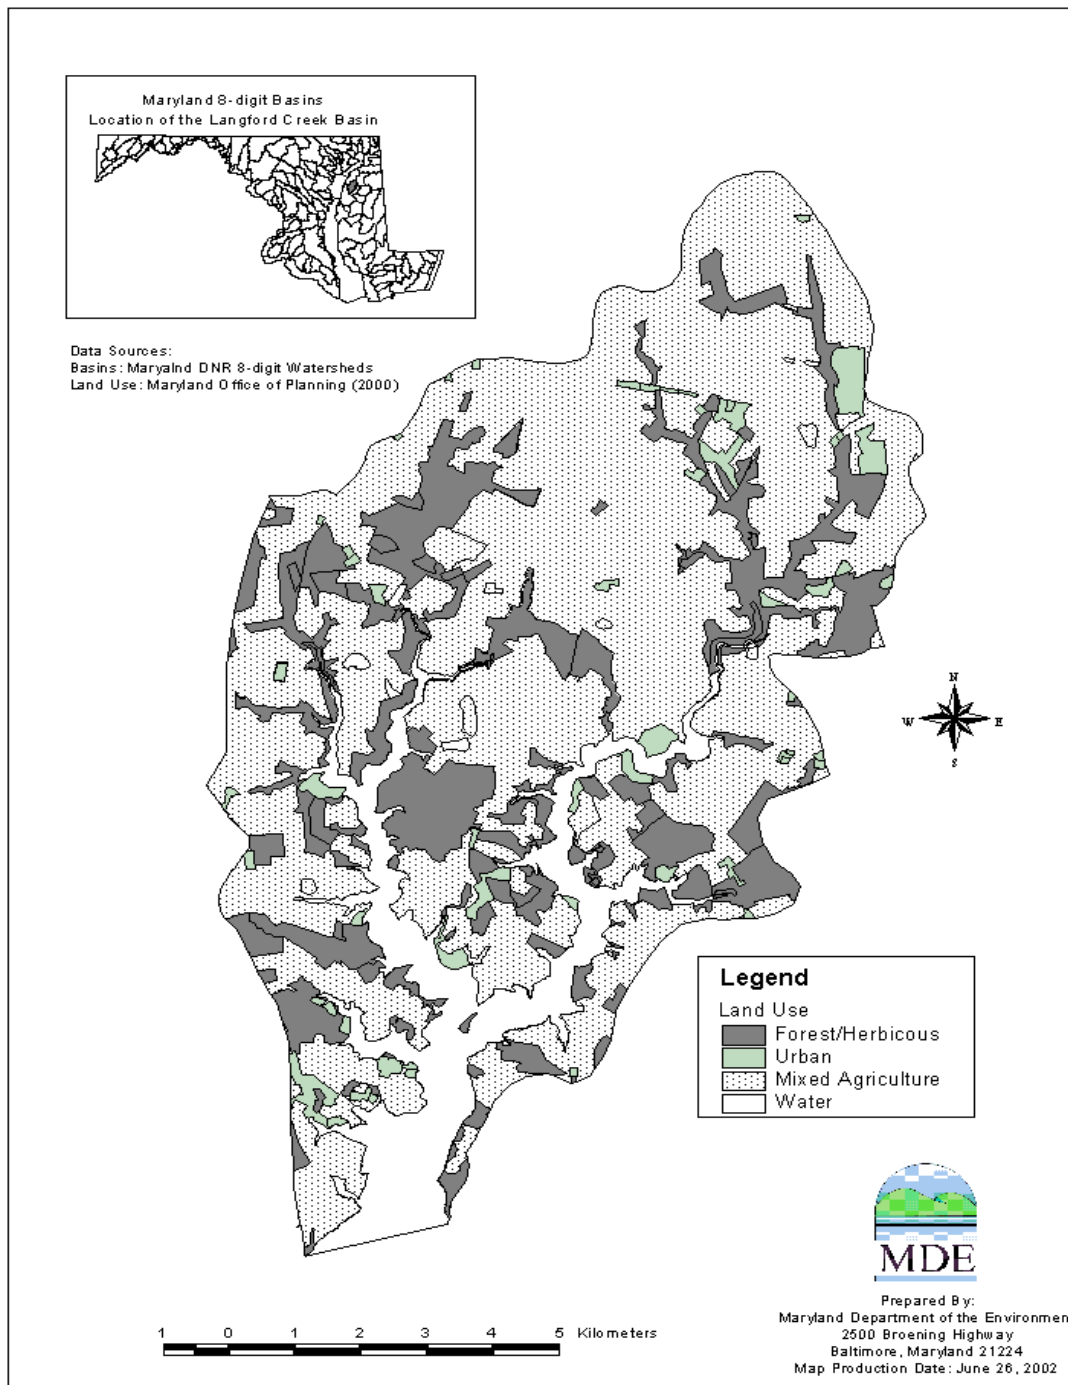 Maryland 8-digit Basins
Location of the Langford Creek Basin
Data Sources:
Basins: Maryalnd DNR 8-digit Watersheds
Land Use: Maryland Office of Planning (2000)
N
W E
S
Legend
Land Use
Forest/Herbicous
Urban
Mixed Agriculture
Water
MDE
1 0 1 2 3 4 5 Kilometers
Prepared By:
Maryland Department of the Environmen
2500 Broening Highway
Baltimore, Maryland 21224
Map Production Date: June 26, 2002